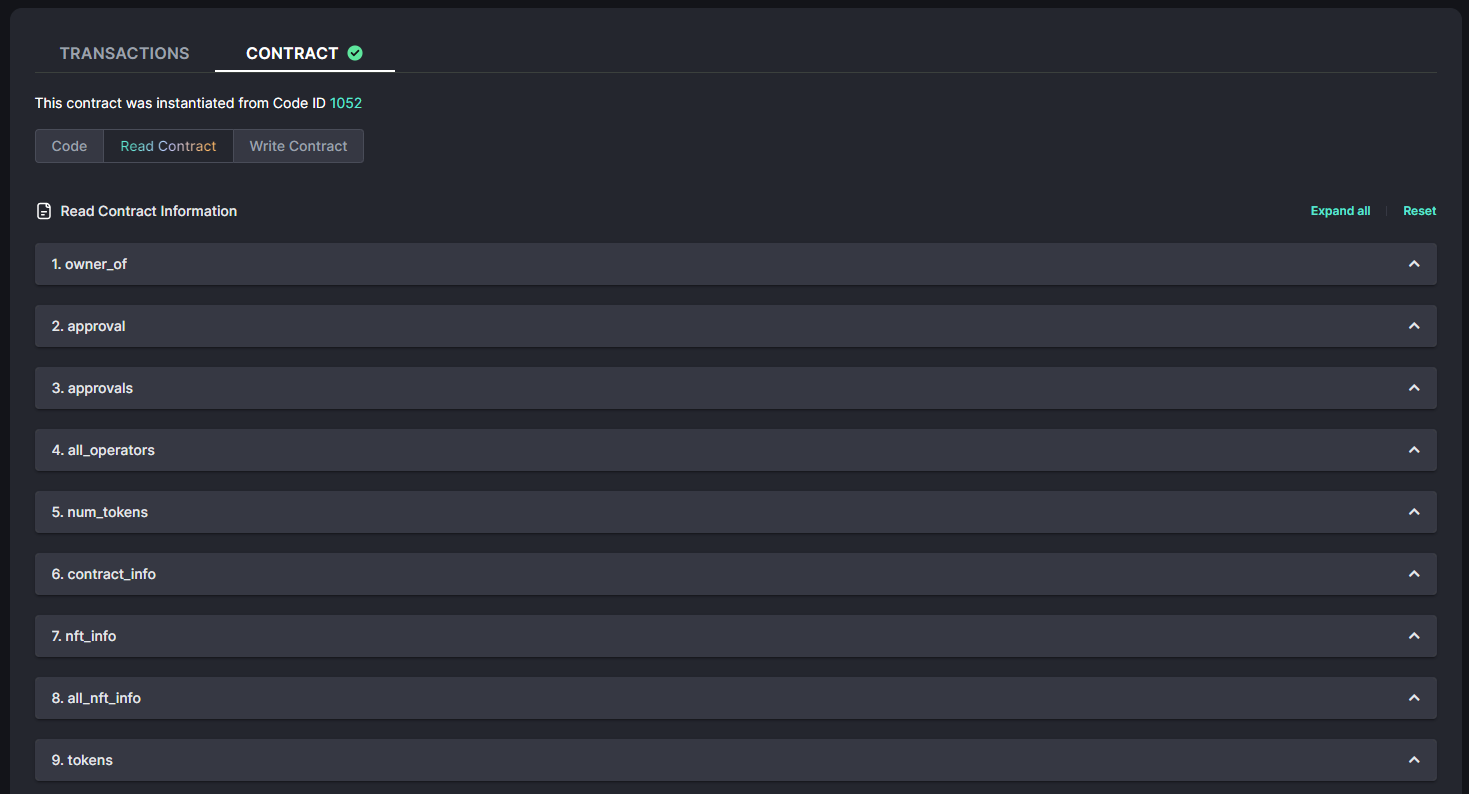 TRANSACTIONS CONTRACT
This contract was instantiated from Code ID 1052
Code Read Contract Write Contract
Read Contract Information Expand all Reset
1. owner_of
2. approval
3. approvals
4. all_operators
5. num_tokens
6. contract_info
7. nft_info
8. all_nft_info
9. tokens